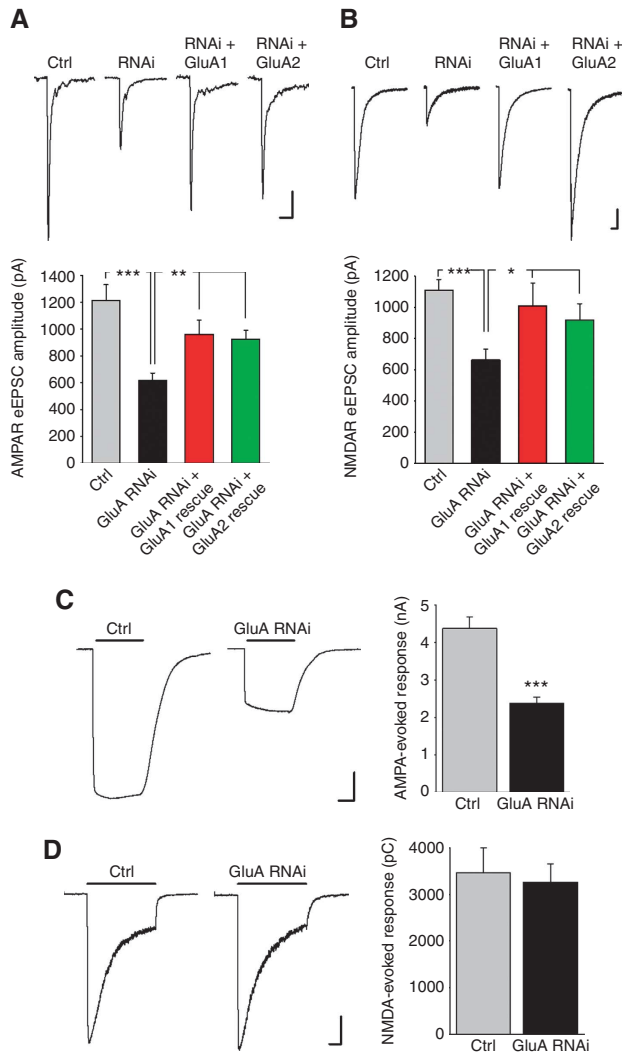 A
Ctrl
RNAi
RNAi +
GluA1
RNAi +
GluA2
AMPAR eEPSC amplitude (pA)
1400
1200
1000
800
600
400
200
0
***
**
Ctrl
GluA RNAi
GluA RNAi +
GluA1 rescue
GluA RNAi +
GluA2 rescue
B
Ctrl
RNAi
RNAi +
GluA1
RNAi +
GluA2
NMDAR eEPSC amplitude (pA)
1200
1000
800
600
400
200
0
***
*
Ctrl
GluA RNAi
GluA RNAi +
GluA1 rescue
GluA RNAi +
GluA2 rescue
C
Ctrl
GluA RNAi
AMPA-evoked response (nA)
5
4
3
2
1
0
***
Ctrl
GluA RNAi
D
Ctrl
GluA RNAi
NMDA-evoked response (pC)
4000
3000
2000
1000
0
Ctrl
GluA RNAi